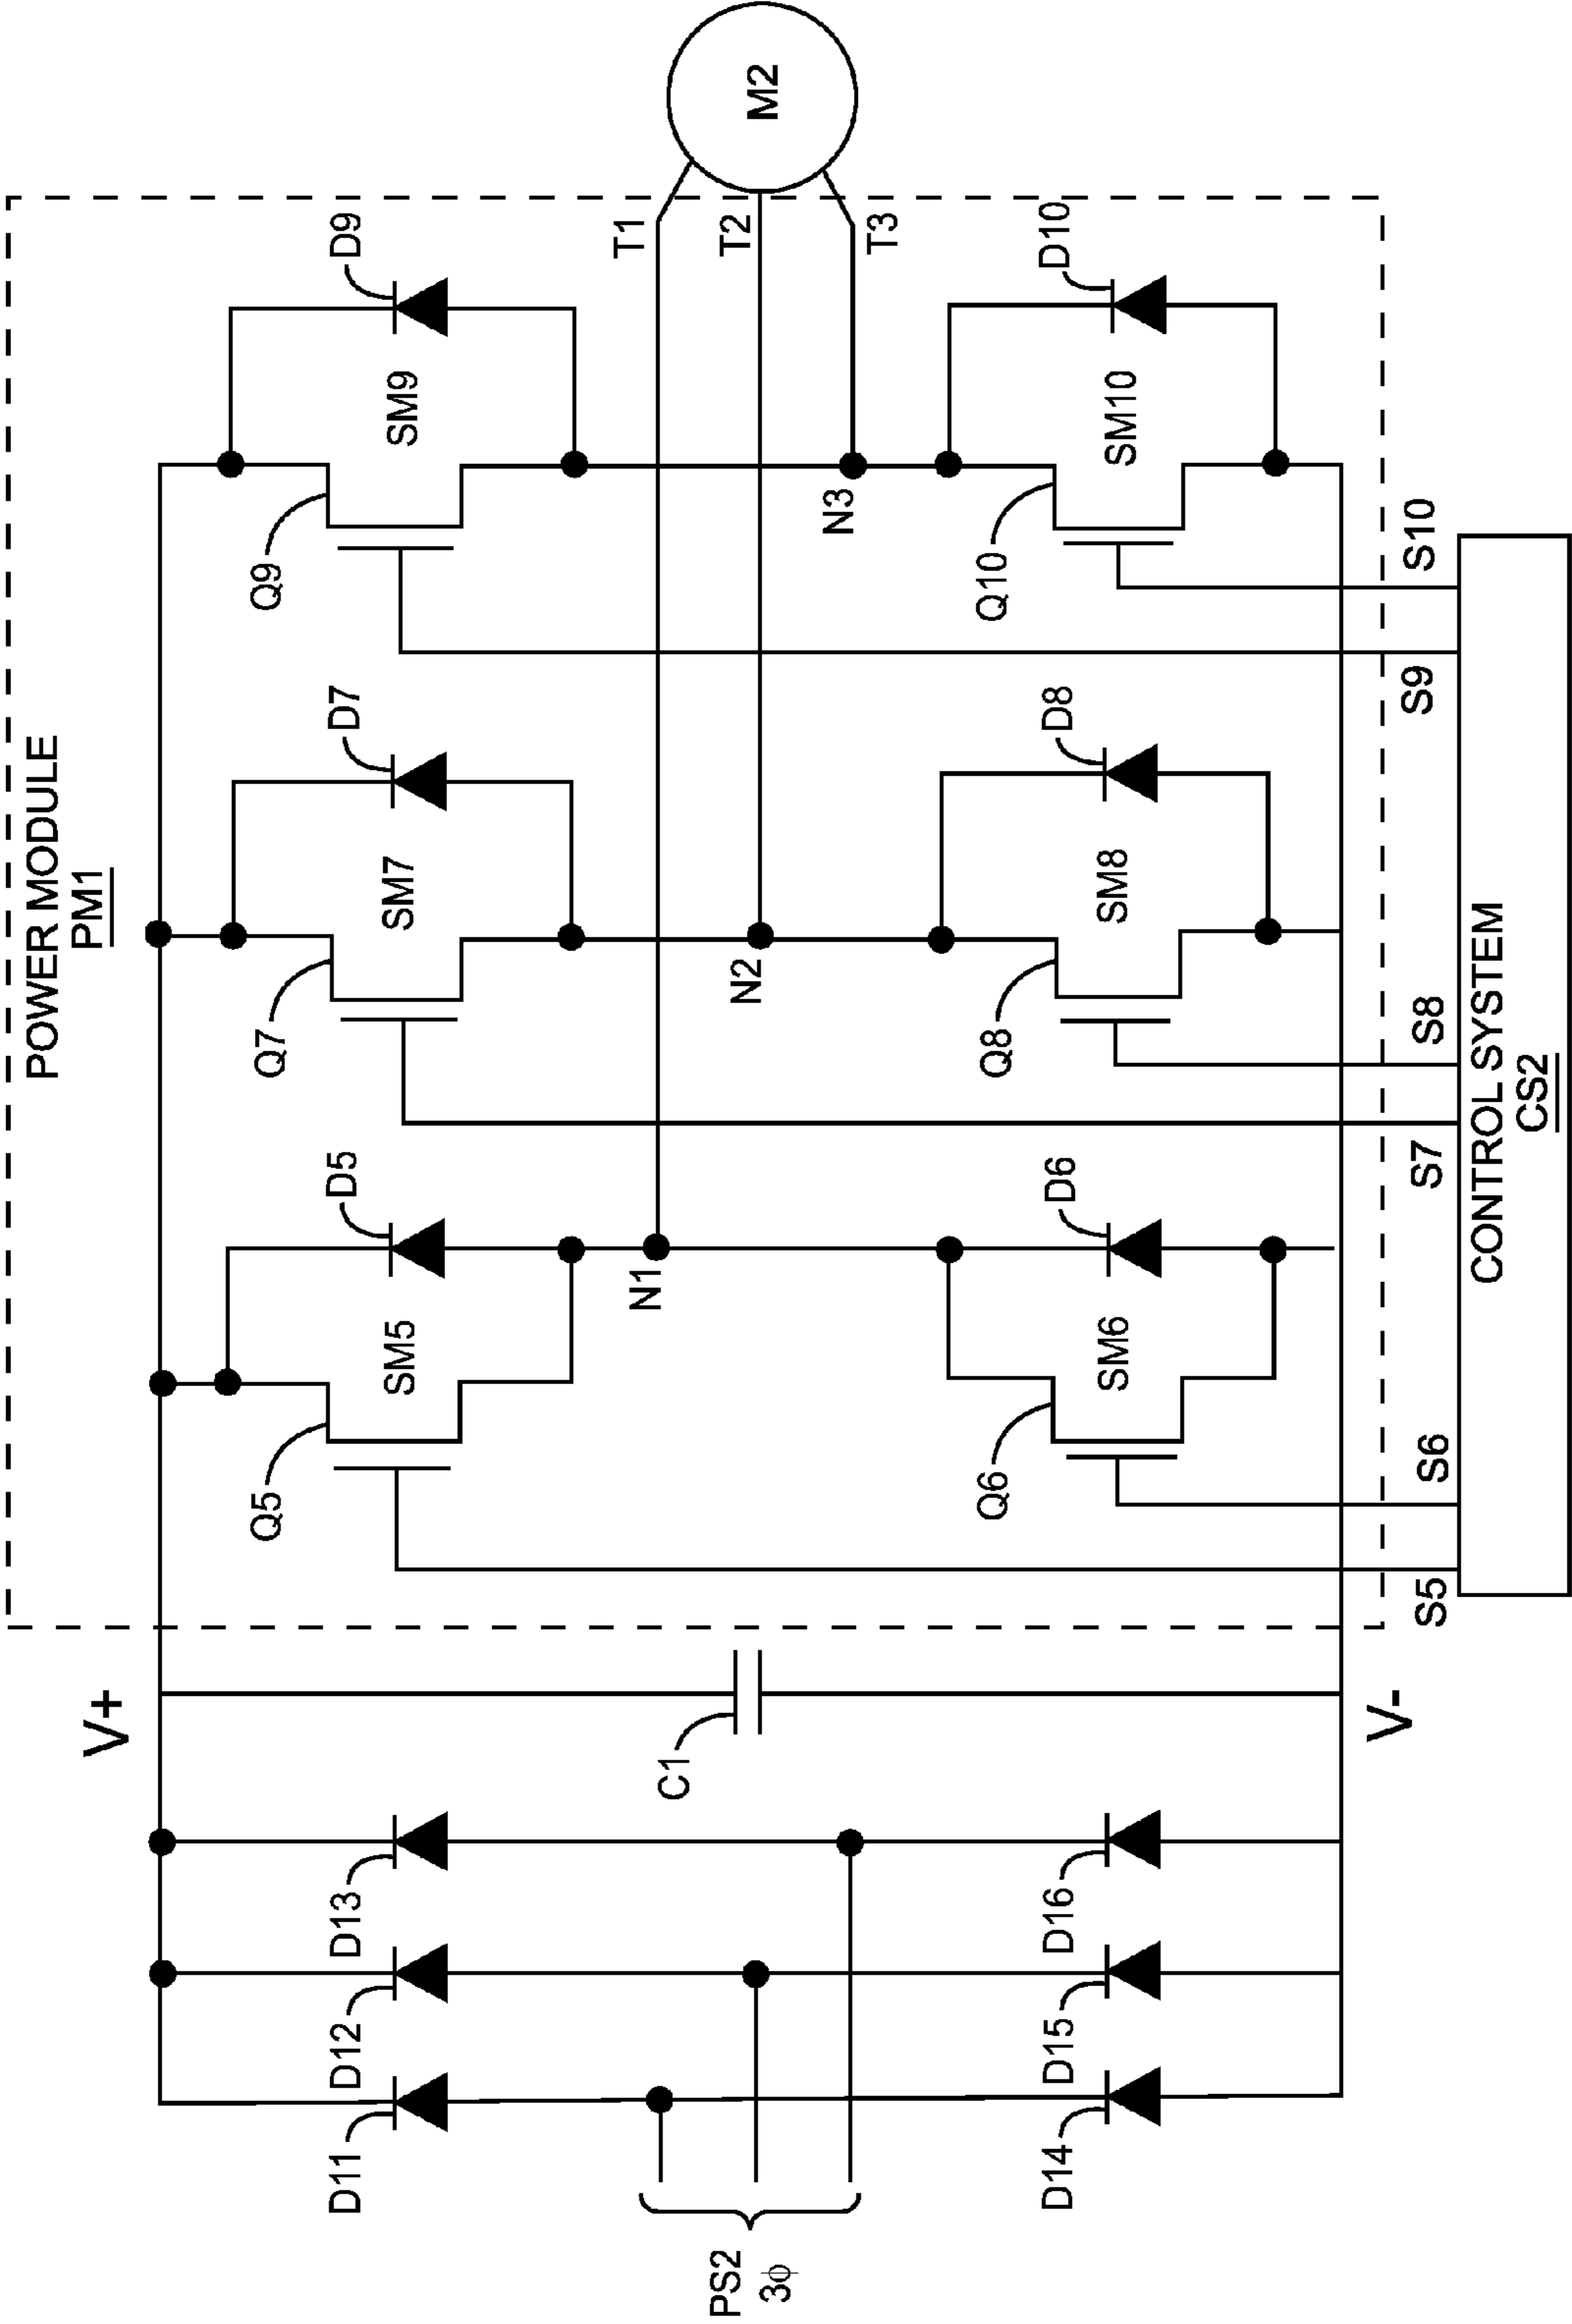 POWER MODULE
PM1
V+
D11
D12
D13
C1
Q5
SM5
D5
Q7
SM7
D7
Q9
SM9
D9
PS2
3ϕ
N1
N2
N3
T1
T2
T3
M2
D14
D15
D16
Q6
SM6
D6
Q8
SM8
D8
Q10
SM10
D10
V-
S5
S6
S7
S8
S9
S10
CONTROL SYSTEM
CS2